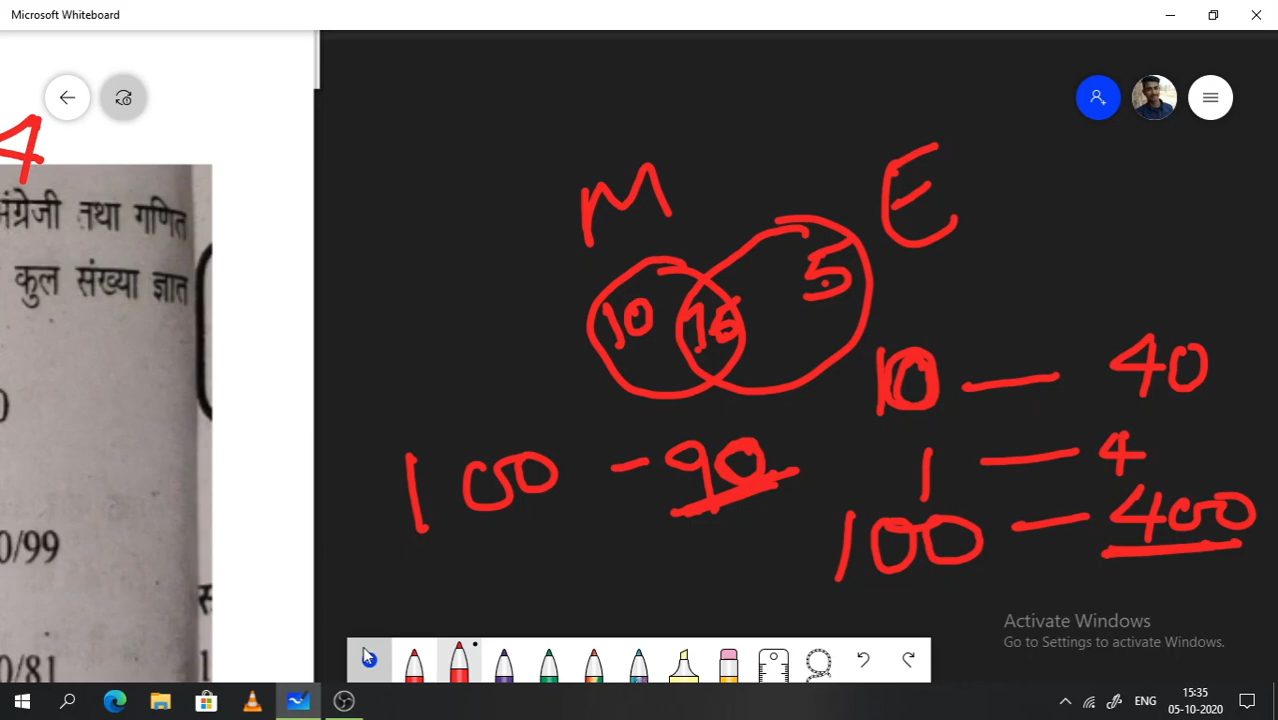 Microsoft Whiteboard
4
अंग्रेजी तथा गणित
कुल संख्या ज्ञात
0
0/99
0/81
M
E
10
5
10 — 40
100 - 90
1 — 4
100 — 400
Activate Windows
Go to Settings to activate Windows.
ENG
15:35
05-10-2020